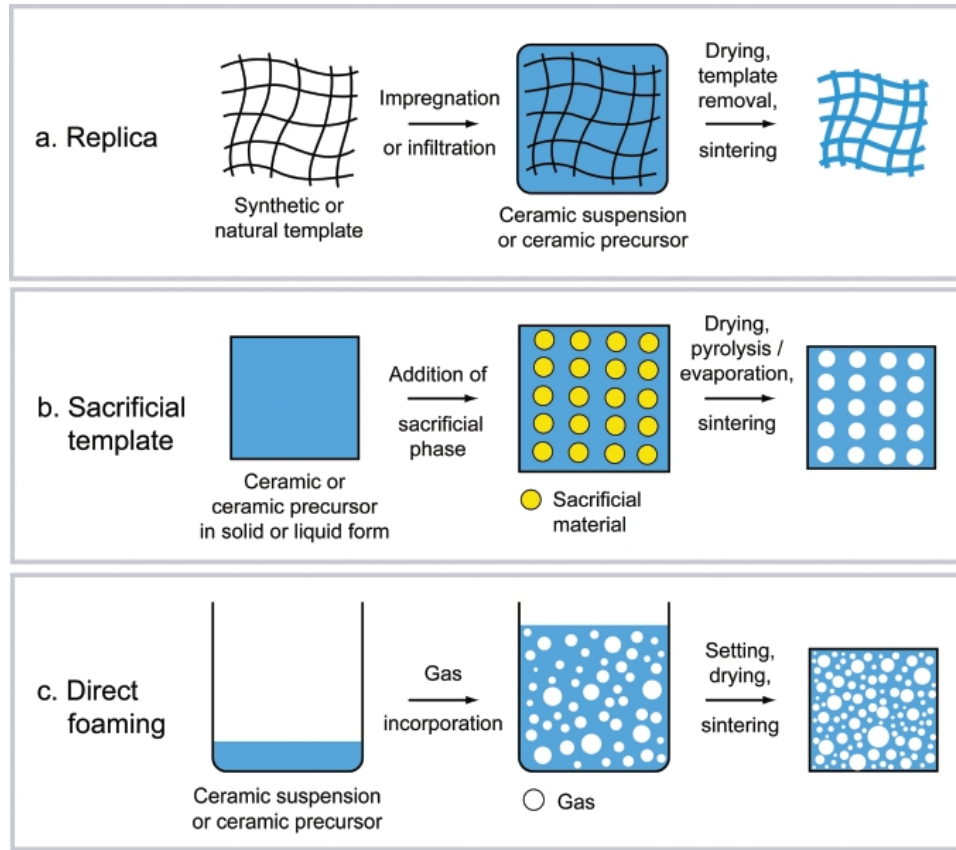 a. Replica
Synthetic or
natural template
Impregnation
or infiltration
Ceramic suspension
or ceramic precursor
Drying,
template
removal,
sintering
b. Sacrificial
template
Ceramic or
ceramic precursor
in solid or liquid form
Addition of
sacrificial
phase
Sacrificial
material
Drying,
pyrolysis /
evaporation,
sintering
c. Direct
foaming
Ceramic suspension
or ceramic precursor
Gas
incorporation
Gas
Setting,
drying,
sintering